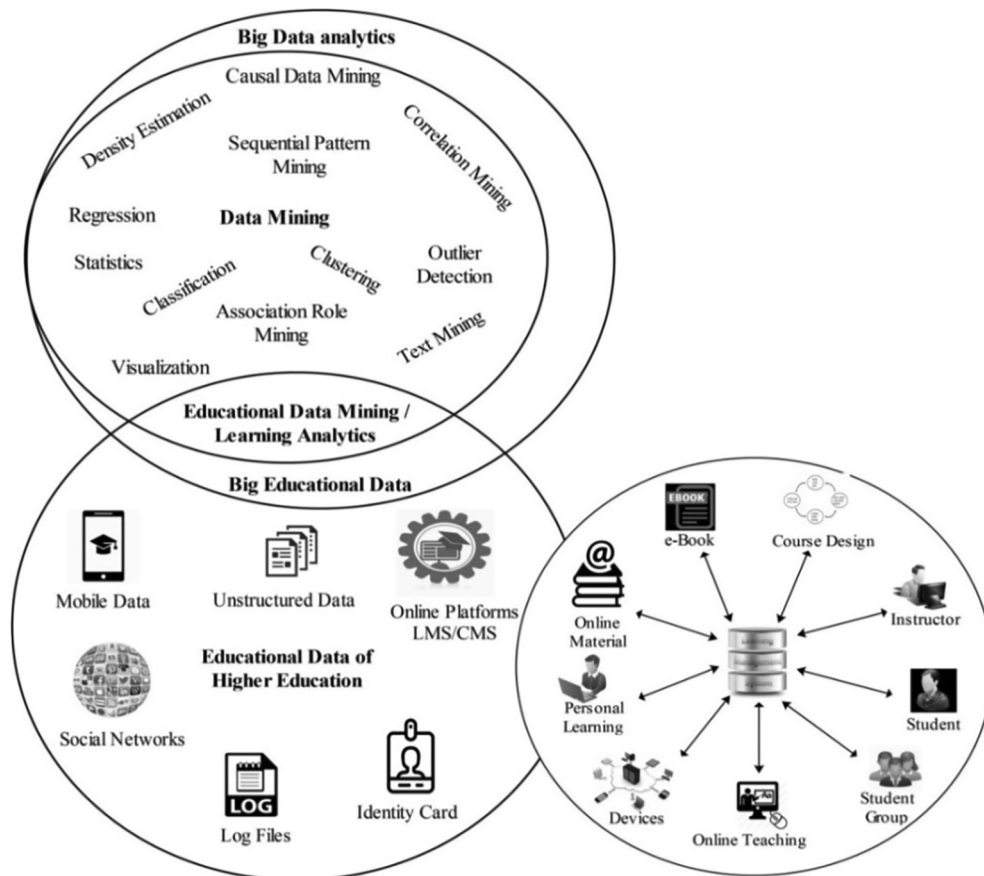 Big Data analytics
Causal Data Mining
Density Estimation
Correlation Mining
Sequential Pattern
Mining
Regression
Data Mining
Statistics
Classification
Clustering
Outlier
Detection
Association Role
Mining
Text Mining
Visualization
Educational Data Mining /
Learning Analytics
Big Educational Data
Mobile Data
Unstructured Data
Online Platforms
LMS/CMS
Educational Data of
Higher Education
Social Networks
LOG
Log Files
Identity Card
EBOOK
e-Book
Course Design
@
Online
Material
Instructor
Personal
Learning
Student
Devices
Aa
Online Teaching
Student
Group